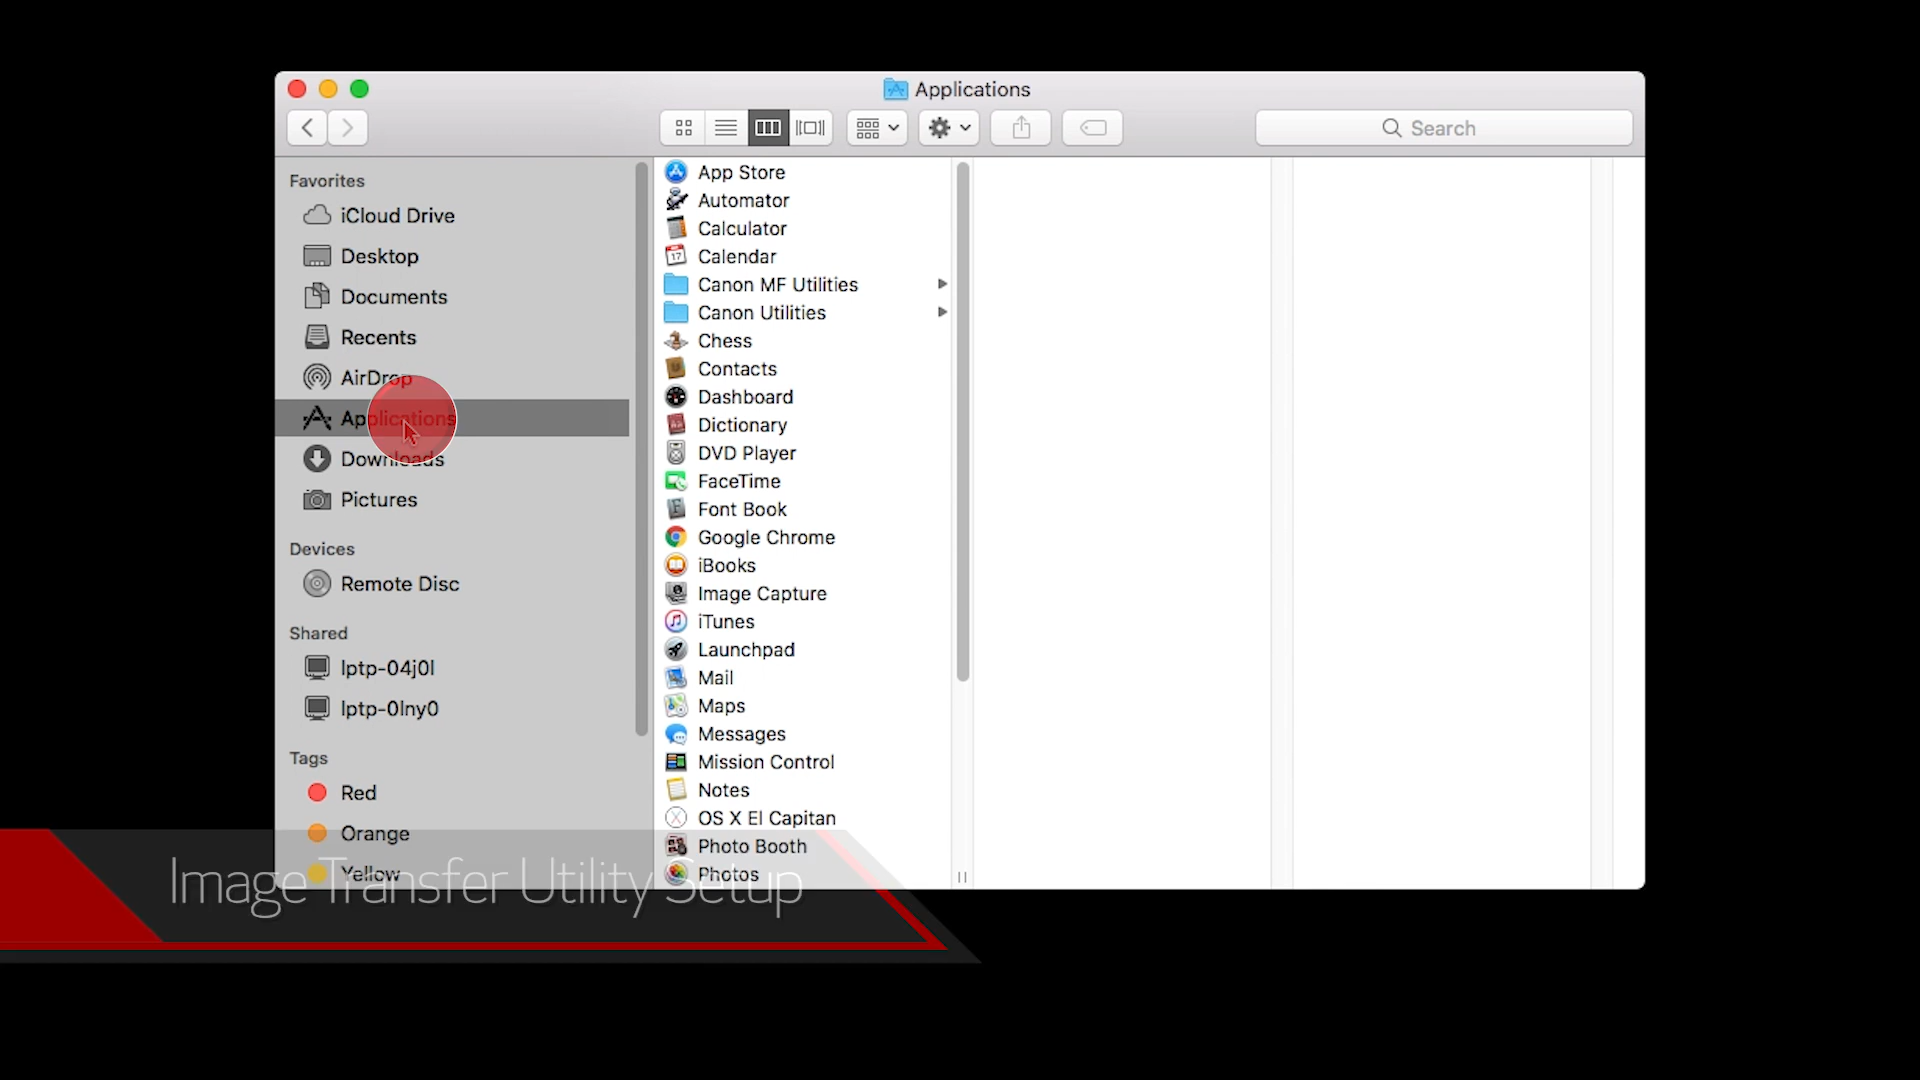 Applications
Search
Favorites
iCloud Drive
Desktop
Documents
Recents
AirDrop
Applications
Downloads
Pictures
Devices
Remote Disc
Shared
lptp-04j0l
lptp-0lny0
Tags
Red
Orange
Yellow
App Store
Automator
Calculator
Calendar
Canon MF Utilities
Canon Utilities
Chess
Contacts
Dashboard
Dictionary
DVD Player
FaceTime
Font Book
Google Chrome
iBooks
Image Capture
iTunes
Launchpad
Mail
Maps
Messages
Mission Control
Notes
OS X El Capitan
Photo Booth
Photos
Image Transfer Utility Setup